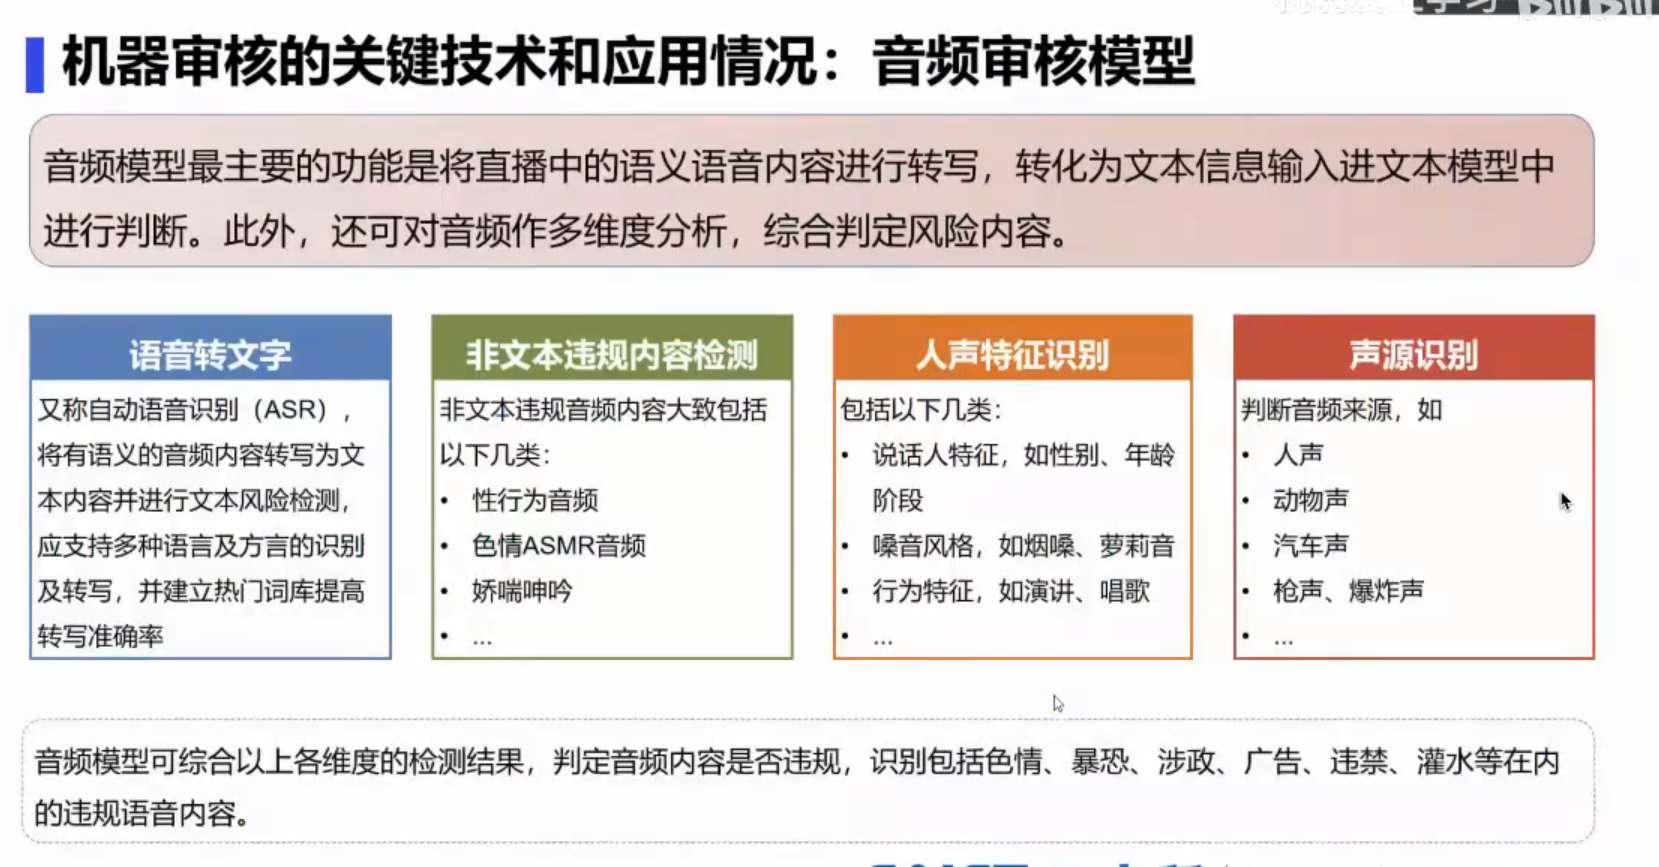 机器审核的关键技术和应用情况：音频审核模型
音频模型最主要的功能是将直播中的语义语音内容进行转写，转化为文本信息输入进文本模型中
进行判断。此外，还可对音频作多维度分析，综合判定风险内容。
语音转文字
又称自动语音识别（ASR），
将有语义的音频内容转写为文
本内容并进行文本风险检测，
应支持多种语言及方言的识别
及转写，并建立热门词库提高
转写准确率
非文本违规内容检测
非文本违规音频内容大致包括
以下几类：
• 性行为音频
• 色情ASMR音频
• 娇喘呻吟
• ...
人声特征识别
包括以下几类：
• 说话人特征，如性别、年龄
阶段
• 嗓音风格，如烟嗓、萝莉音
• 行为特征，如演讲、唱歌
• ...
声源识别
判断音频来源，如
• 人声
• 动物声
• 汽车声
• 枪声、爆炸声
• ...
音频模型可综合以上各维度的检测结果，判定音频内容是否违规，识别包括色情、暴恐、涉政、广告、违禁、灌水等在内
的违规语音内容。